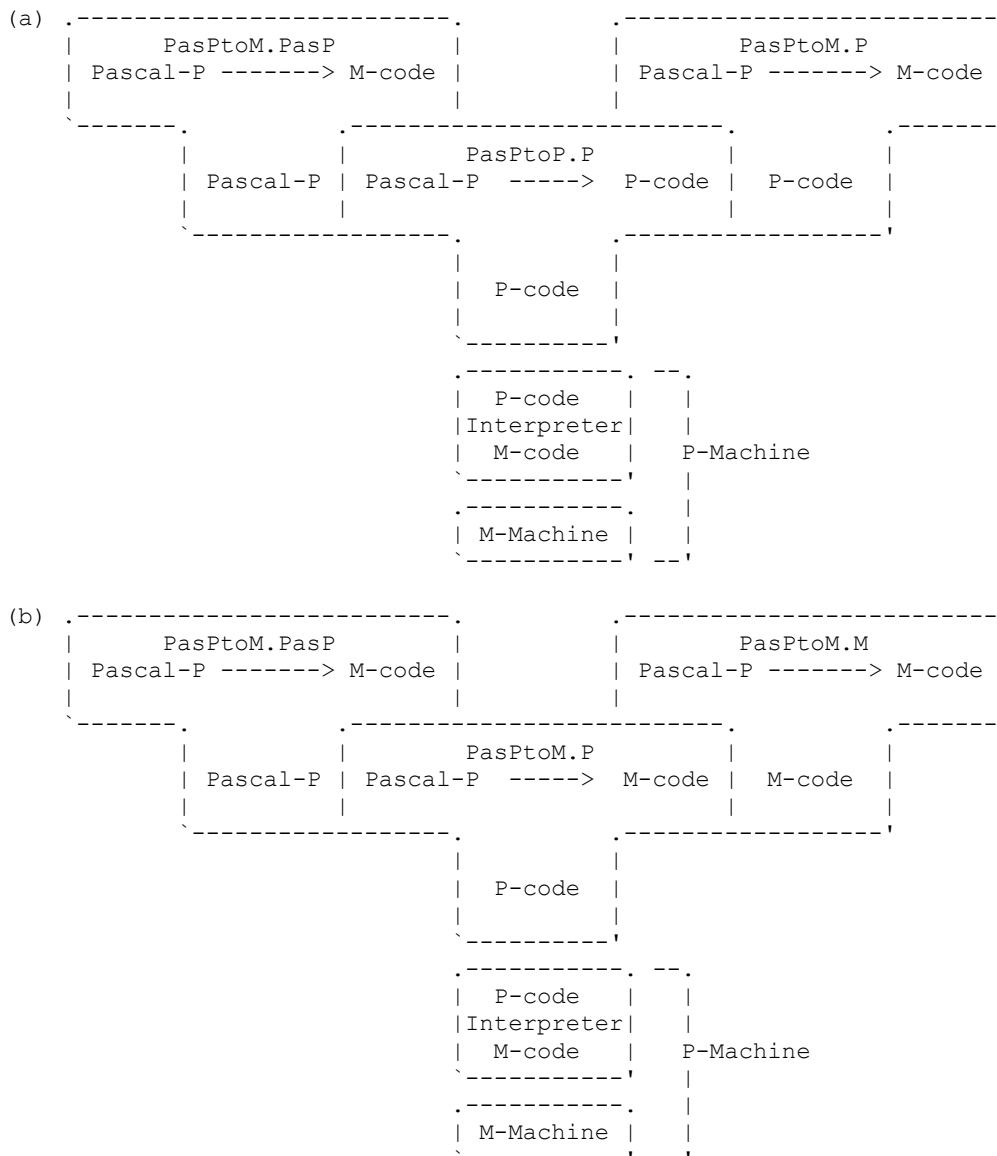 (a)
PasPtoM.PasP PasPtoM.P
Pascal-P -------> M-code Pascal-P -------> M-code
PasPtoP.P
Pascal-P Pascal-P -----> P-code P-code
P-code
P-code
Interpreter
M-code P-Machine
M-Machine
(b)
PasPtoM.PasP PasPtoM.M
Pascal-P -------> M-code Pascal-P -------> M-code
PasPtoM.P
Pascal-P Pascal-P -----> M-code M-code
P-code
P-code
Interpreter
M-code P-Machine
M-Machine